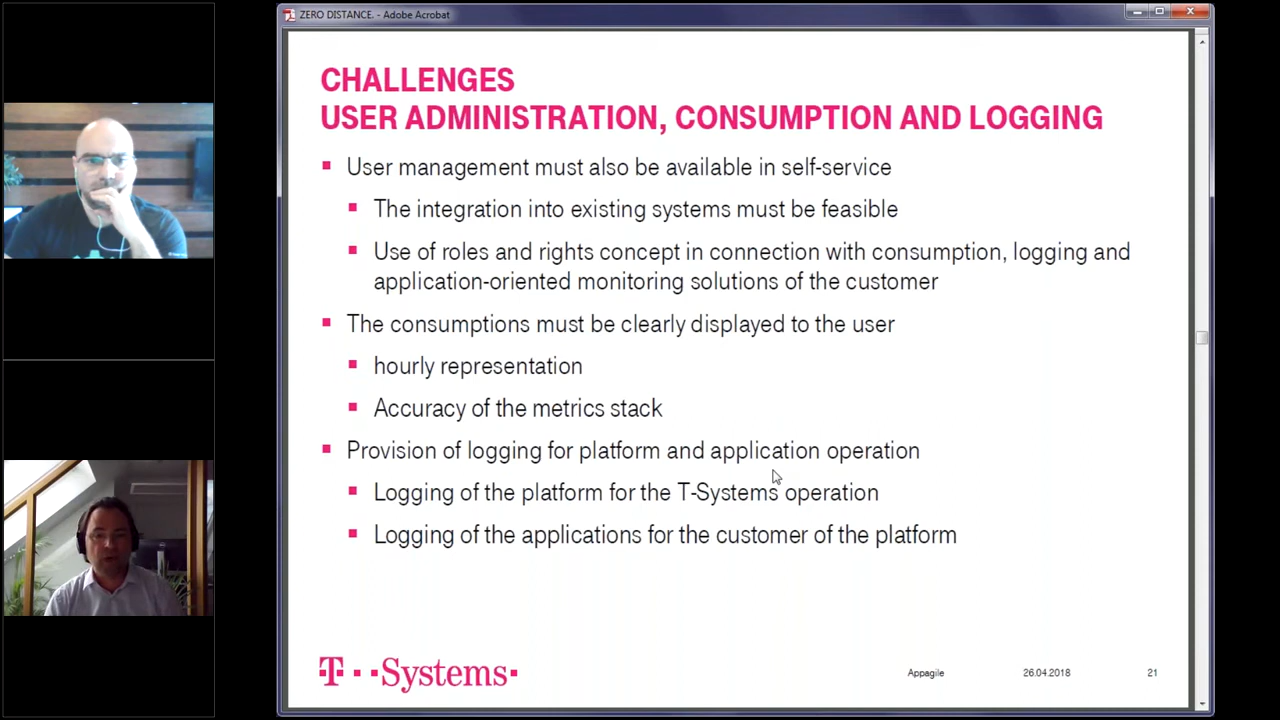 ZERO DISTANCE. - Adobe Acrobat
CHALLENGES
USER ADMINISTRATION, CONSUMPTION AND LOGGING
User management must also be available in self-service
The integration into existing systems must be feasible
Use of roles and rights concept in connection with consumption, logging and
application-oriented monitoring solutions of the customer
The consumptions must be clearly displayed to the user
hourly representation
Accuracy of the metrics stack
Provision of logging for platform and application operation
Logging of the platform for the T-Systems operation
Logging of the applications for the customer of the platform
T··Systems·
Appagile 26.04.2018 21